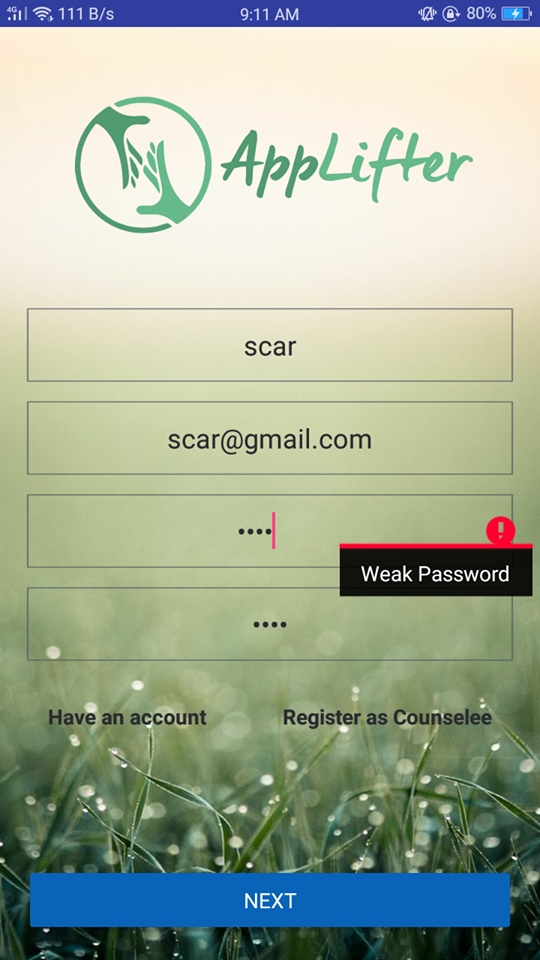 4G 111 B/s 9:11 AM 80%
AppLifter
scar
scar@gmail.com
••••
Weak Password
••••
Have an account Register as Counselee
NEXT